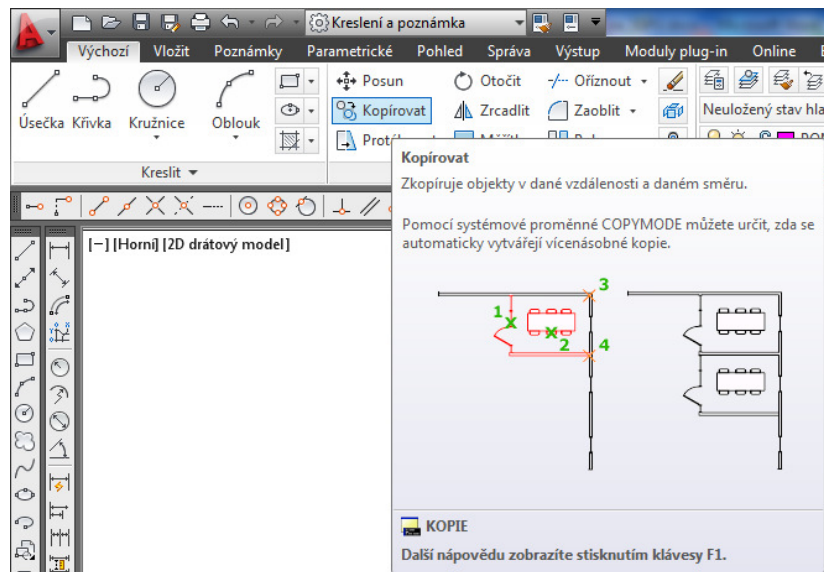 Kreslení a poznámka
Výchozí Vložit Poznámky Parametrické Pohled Správa Výstup Moduly plug-in Online
Posun Otočit Oříznout
Úsečka Křivka Kružnice Oblouk Kopírovat Zrcadlit Zaoblit Neuložený stav hla
Kreslit
Kopírovat
Zkopíruje objekty v dané vzdálenosti a daném směru.
Pomocí systémové proměnné COPYMODE můžete určit, zda se
automaticky vytvářejí vícenásobné kopie.
[−] [Horní] [2D drátový model]
3
1
2 4
KOPIE
Další nápovědu zobrazíte stisknutím klávesy F1.